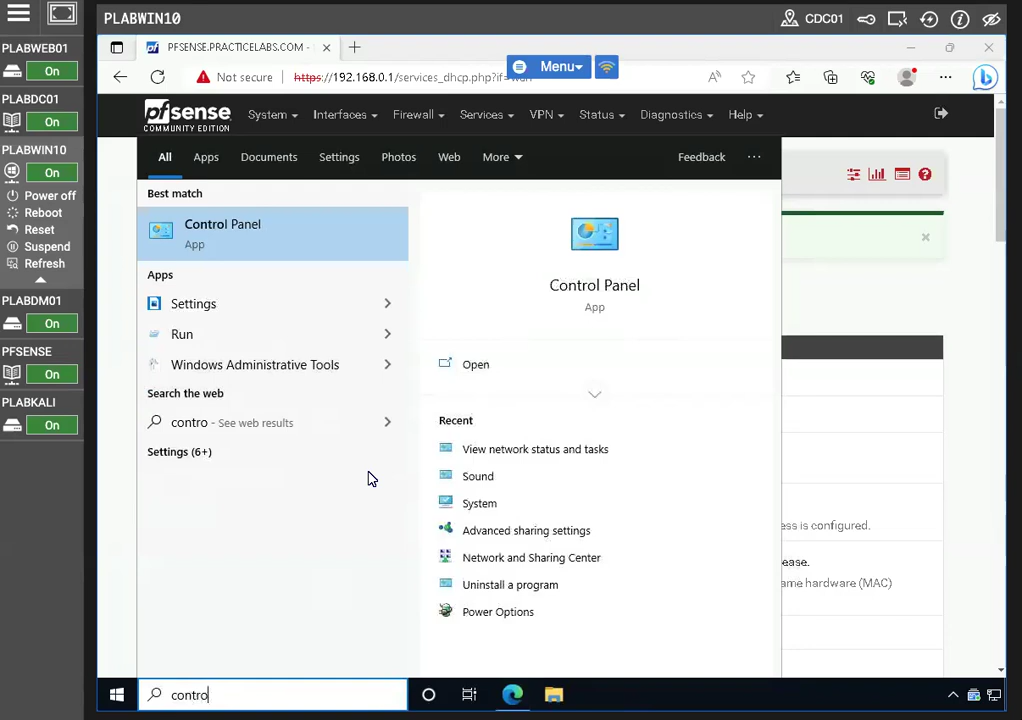 PLABWIN10
CDC01
PLABWEB01
On
PLABDC01
On
PLABWIN10
On
Power off
Reboot
Reset
Suspend
Refresh
PLABDM01
On
PFSENSE
On
PLABKALI
On
PFSENSE.PRACTICELABS.COM -
Menu
Not secure
https://192.168.0.1/services_dhcp.php?if=
pfsense
COMMUNITY EDITION
System
Interfaces
Firewall
Services
VPN
Status
Diagnostics
Help
All
Apps
Documents
Settings
Photos
Web
More
Feedback
Best match
Control Panel
App
Apps
Settings
Run
Windows Administrative Tools
Search the web
contro - See web results
Settings (6+)
Control Panel
App
Open
Recent
View network status and tasks
Sound
System
Advanced sharing settings
Network and Sharing Center
Uninstall a program
Power Options
is configured.
ame hardware (MAC)
contro